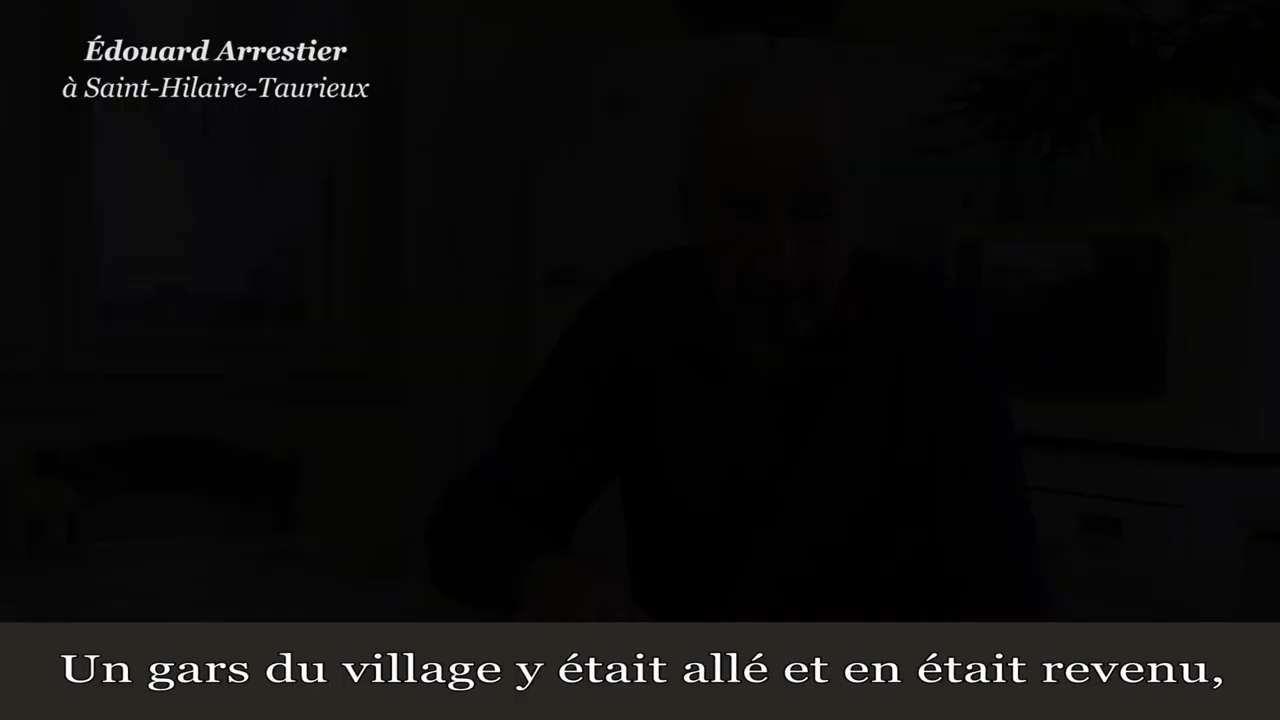 Édouard Arrestier
à Saint-Hilaire-Taurieux
Un gars du village y était allé et en était revenu,